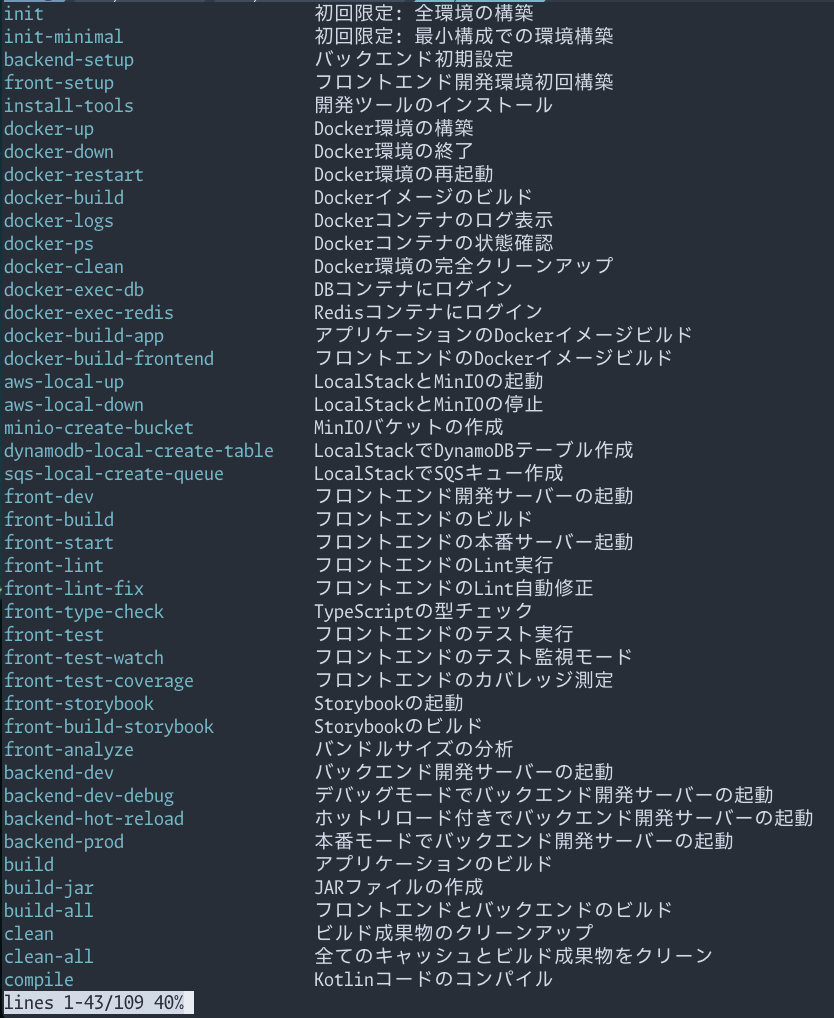 init 初回限定: 全環境の構築
init-minimal 初回限定: 最小構成での環境構築
backend-setup バックエンド初期設定
front-setup フロントエンド開発環境初回構築
install-tools 開発ツールのインストール
docker-up Docker環境の構築
docker-down Docker環境の終了
docker-restart Docker環境の再起動
docker-build Dockerイメージのビルド
docker-logs Dockerコンテナのログ表示
docker-ps Dockerコンテナの状態確認
docker-clean Docker環境の完全クリーンアップ
docker-exec-db DBコンテナにログイン
docker-exec-redis Redisコンテナにログイン
docker-build-app アプリケーションのDockerイメージビルド
docker-build-frontend フロントエンドのDockerイメージビルド
aws-local-up LocalStackとMinIOの起動
aws-local-down LocalStackとMinIOの停止
minio-create-bucket MinIOバケットの作成
dynamodb-local-create-table LocalStackでDynamoDBテーブル作成
sqs-local-create-queue LocalStackでSQSキュー作成
front-dev フロントエンド開発サーバーの起動
front-build フロントエンドのビルド
front-start フロントエンドの本番サーバー起動
front-lint フロントエンドのLint実行
front-lint-fix フロントエンドのLint自動修正
front-type-check TypeScriptの型チェック
front-test フロントエンドのテスト実行
front-test-watch フロントエンドのテスト監視モード
front-test-coverage フロントエンドのカバレッジ測定
front-storybook Storybookの起動
front-build-storybook Storybookのビルド
front-analyze バンドルサイズの分析
backend-dev バックエンド開発サーバーの起動
backend-dev-debug デバッグモードでバックエンド開発サーバーの起動
backend-hot-reload ホットリロード付きでバックエンド開発サーバーの起動
backend-prod 本番モードでバックエンド開発サーバーの起動
build アプリケーションのビルド
build-jar JARファイルの作成
build-all フロントエンドとバックエンドのビルド
clean ビルド成果物のクリーンアップ
clean-all 全てのキャッシュとビルド成果物をクリーン
compile Kotlinコードのコンパイル
lines 1-43/109 40%